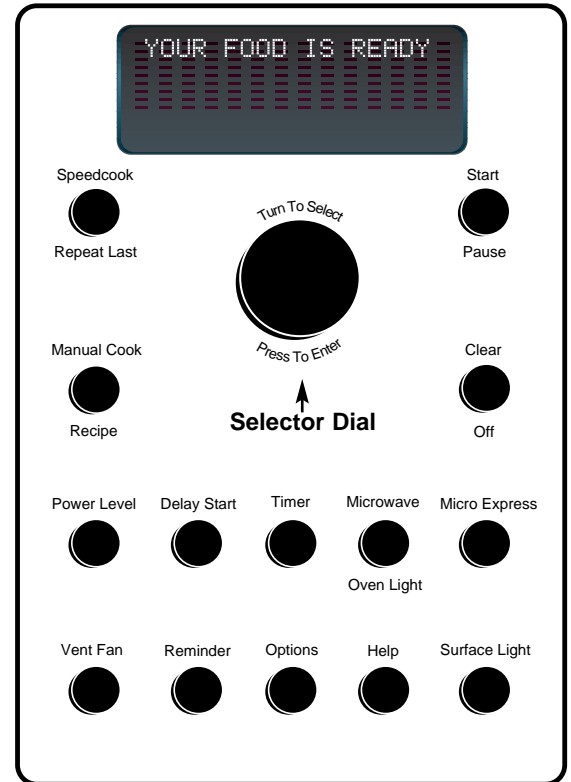 YOUR FOOD IS READY
Speedcook
Start
Turn To Select
Repeat Last
Pause
Manual Cook
Press To Enter
Clear
Recipe
Selector Dial
Off
Power Level Delay Start Timer Microwave Micro Express
Oven Light
Vent Fan Reminder Options Help Surface Light